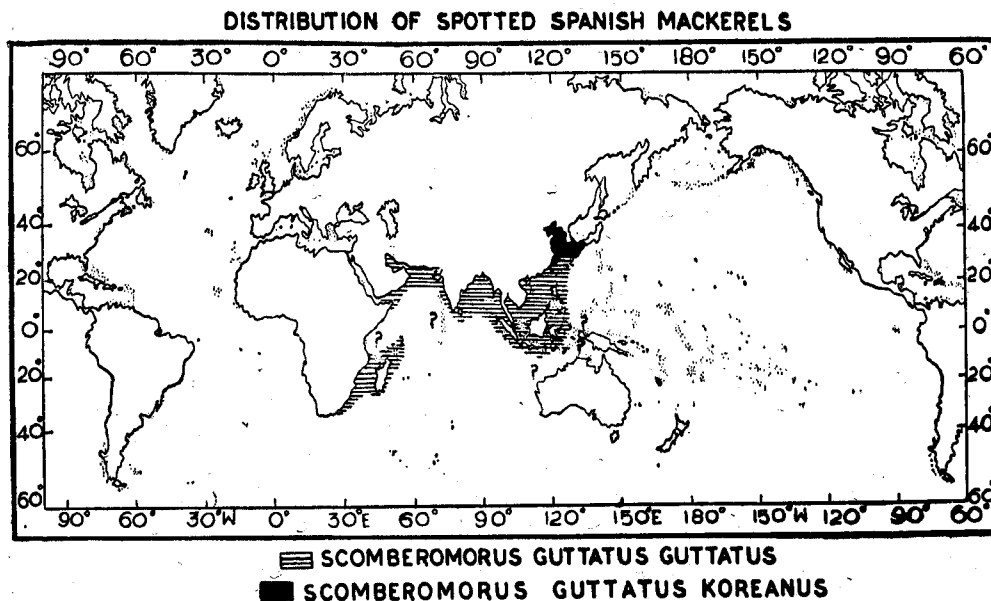 DISTRIBUTION OF SPOTTED SPANISH MACKERELS
90° 60° 30° 0° 30° 60° 90° 120° 150° 180° 150° 120° 90° 60°
60° 60°
40° 40°
20° 20°
?
0° ? ? 0°
20° ? 20°
40° 40°
60° 60°
90° 60° 30°W 0° 30°E 60° 90° 120° 150°E 180° 150°W 120° 90° 60°
SCOMBEROMORUS GUTTATUS GUTTATUS
SCOMBEROMORUS GUTTATUS KOREANUS